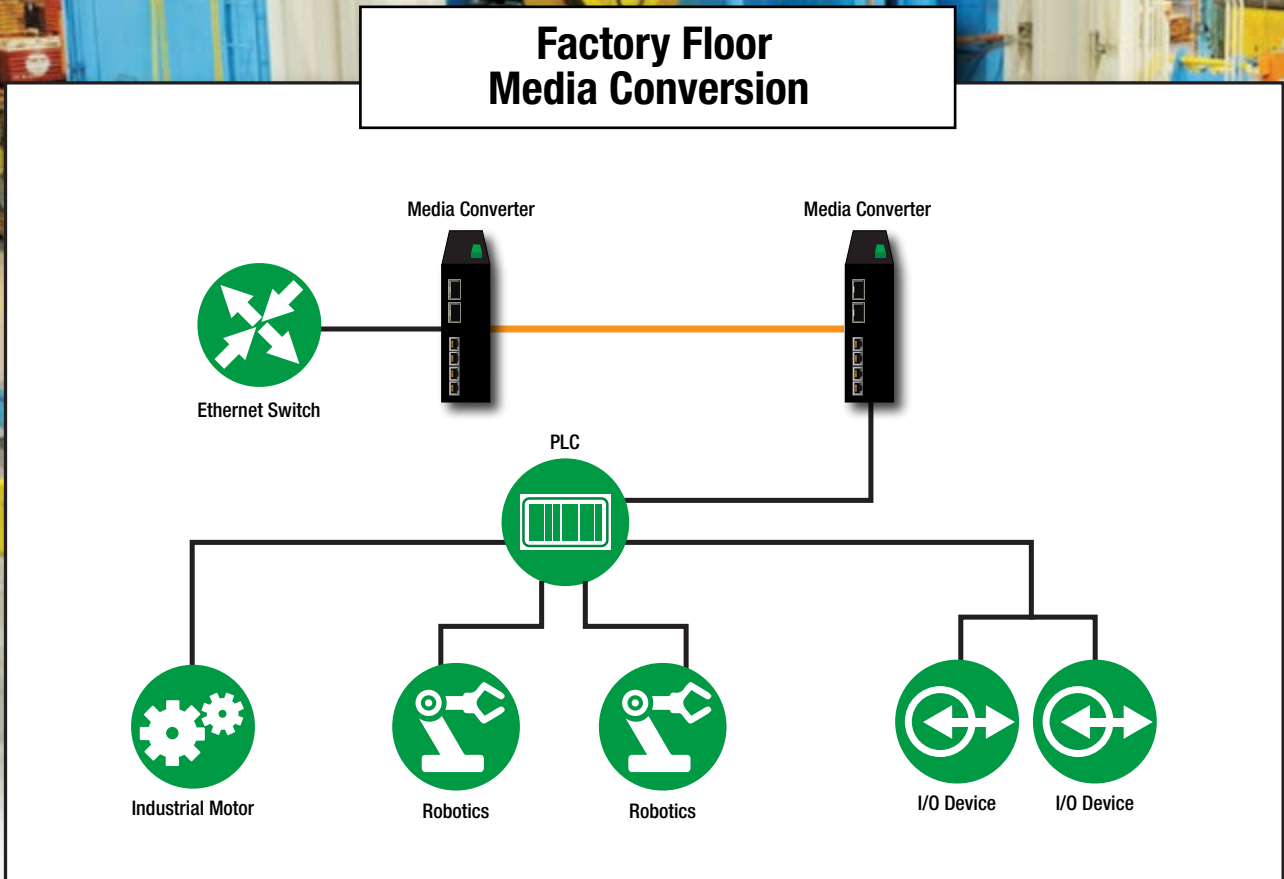 Factory Floor
Media Conversion
Media Converter
Media Converter
Ethernet Switch
PLC
Industrial Motor
Robotics
Robotics
I/O Device
I/O Device